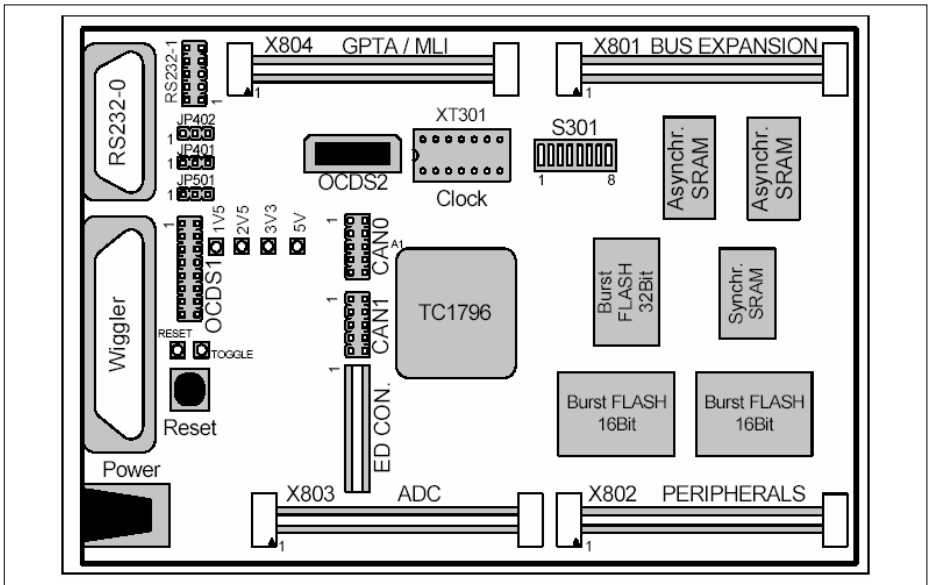 X804 GPTA / MLI
X801 BUS EXPANSION
RS232-1
1
1
1
RS232-0
JP402
1
JP401
1
JP501
1
XT301
Clock
S301
1 8
OCDS2
Asynchr.
SRAM
Asynchr.
SRAM
1
OCDS1
1V5
2V5
3V3
5V
1
CAN0
A1
1
CAN1
TC1796
Burst
FLASH
32Bit
Synchr.
SRAM
Wiggler
RESET
TOGGLE
Reset
1
ED CON.
Burst FLASH
16Bit
Burst FLASH
16Bit
Power
X803 ADC
1
X802 PERIPHERALS
1